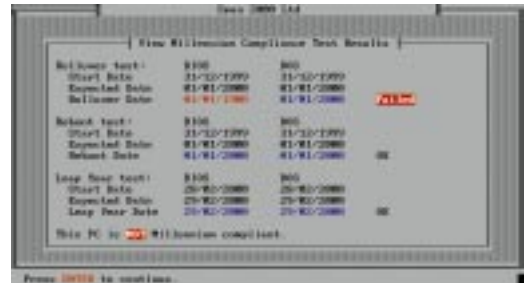 2000 Ltd
View Millennium Compliance Test Results
Rollover test: BIOS DOS
Start Date 31/12/1999 31/12/1999
Expected Date 01/01/2000 01/01/2000
Rollover Date 01/01/1900 01/01/2000 Failed
Reboot test: BIOS DOS
Start Date 31/12/1999 31/12/1999
Expected Date 01/01/2000 01/01/2000
Reboot Date 01/01/2000 01/01/2000 OK
Leap Year test: BIOS DOS
Start Date 28/02/2000 28/02/2000
Expected Date 29/02/2000 29/02/2000
Leap Year Date 29/02/2000 29/02/2000 OK
This PC is NOT Millennium compliant.
Press ENTER to continue.